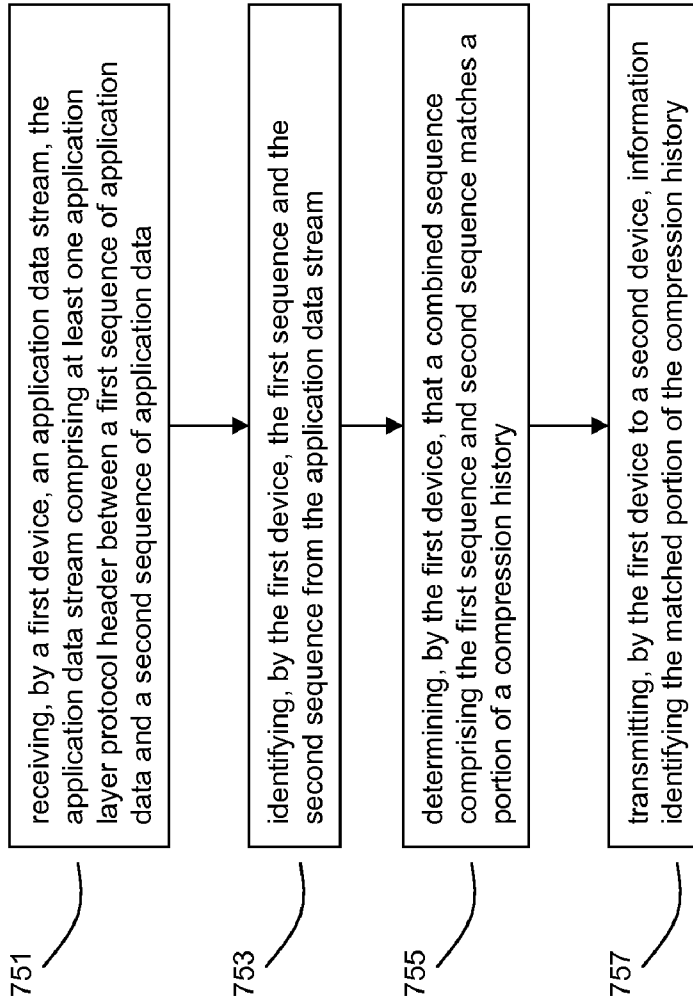 751
receiving, by a first device, an application data stream, the
application data stream comprising at least one application
layer protocol header between a first sequence of application
data and a second sequence of application data
753
identifying, by the first device, the first sequence and the
second sequence from the application data stream
755
determining, by the first device, that a combined sequence
comprising the first sequence and second sequence matches a
portion of a compression history
757
transmitting, by the first device to a second device, information
identifying the matched portion of the compression history